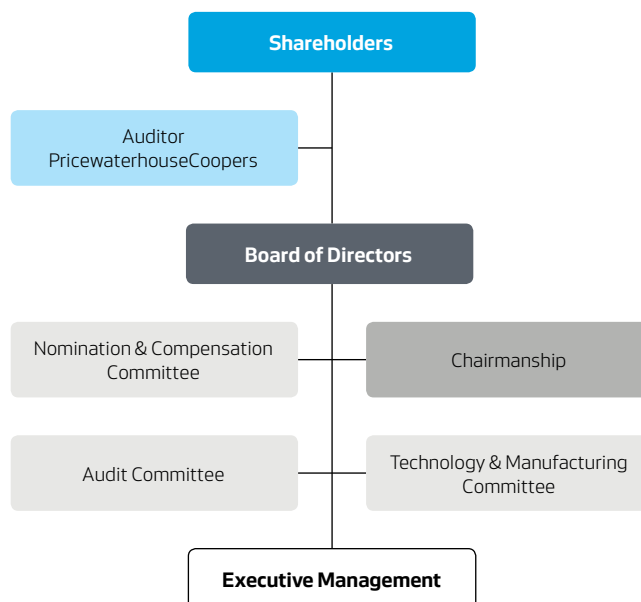 Shareholders
Auditor
PricewaterhouseCoopers
Board of Directors
Nomination & Compensation
Committee
Chairmanship
Audit Committee
Technology & Manufacturing
Committee
Executive Management